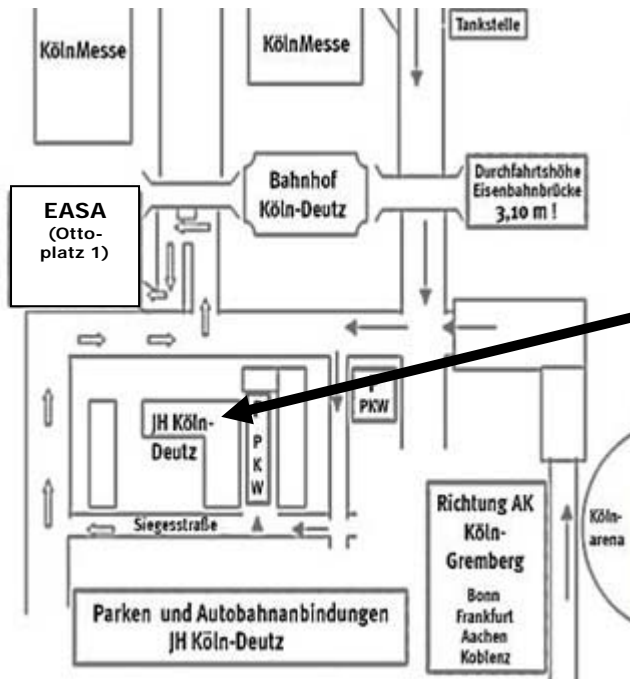 KölnMesse
KölnMesse
Tankstelle
Bahnhof
Köln-Deutz
Durchfahrtshöhe
Eisenbahnbrücke
3,10 m !
EASA
(Otto-
platz 1)
JH Köln-
Deutz
P
K
W
PKW
Siegesstraße
Richtung AK
Köln-
Gremberg
Bonn
Frankfurt
Aachen
Koblenz
Köln-
arena
Parken und Autobahnanbindungen
JH Köln-Deutz